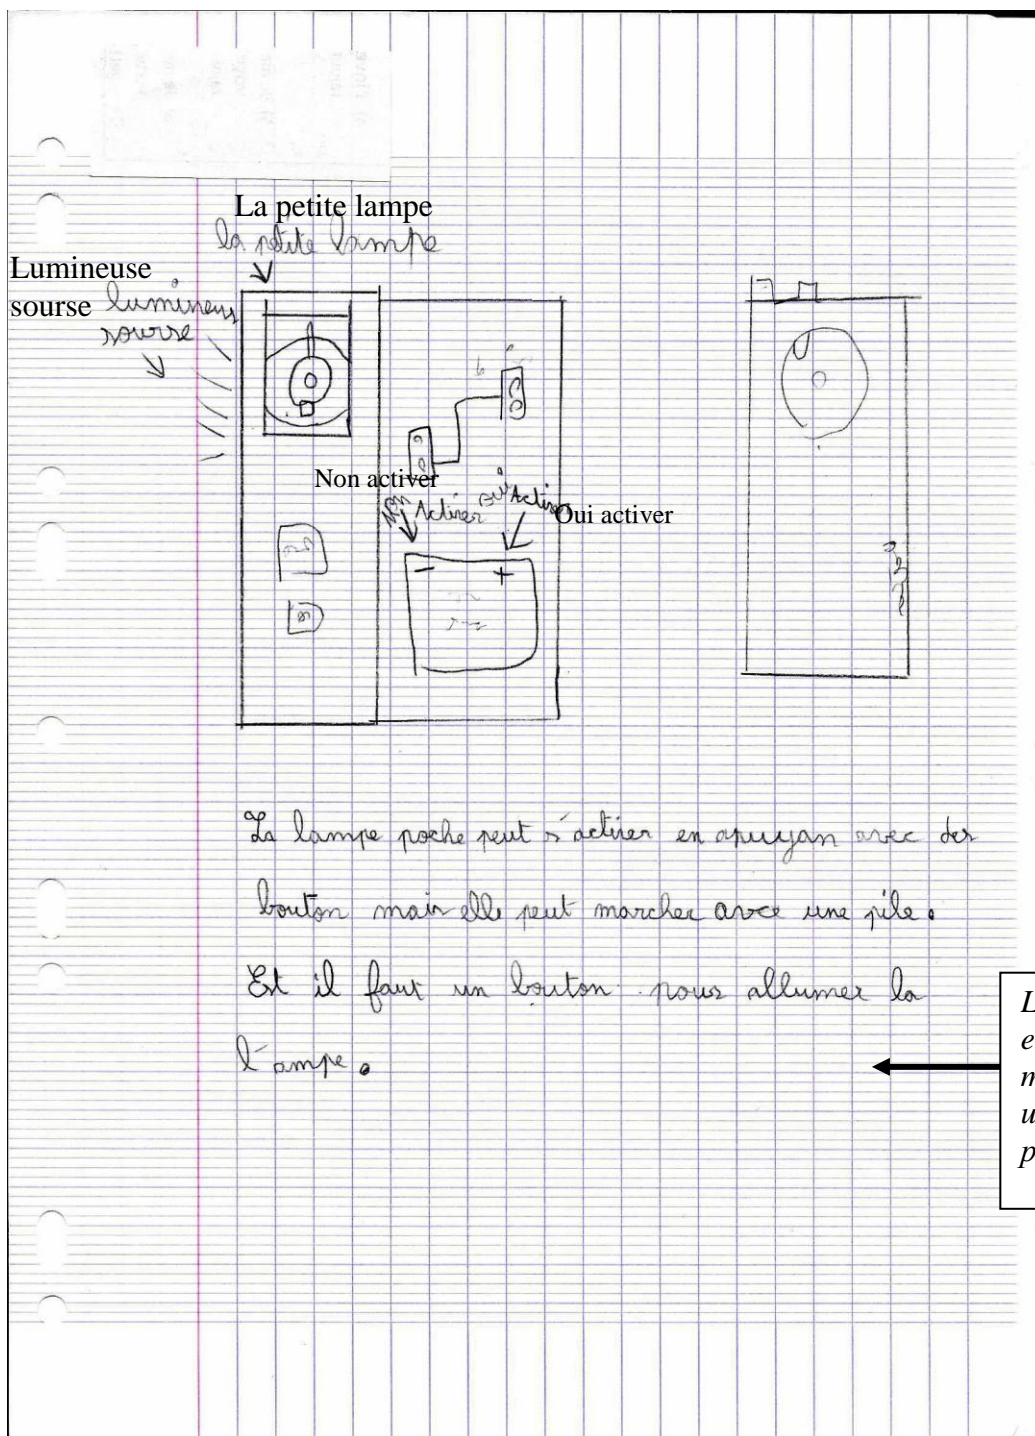 La petite lampe
la petite lampe
Lumineuse
sourse
lumineus
sourse
Non activer
Non Activer
Oui Activer
Oui activer
- +
La lampe poche peut s'activer en apuyan avec des
bouton mais elle peut marcher avec une pile.
Est il faut un bouton pour allumer la
l'ampe.
L
e
m
u
p